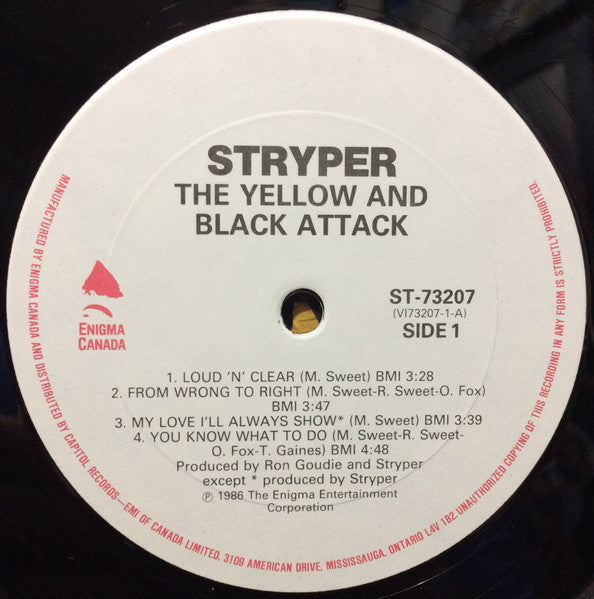 STRYPER
THE YELLOW AND
BLACK ATTACK
ENIGMA
CANADA
ST-73207
(VI73207-1-A)
SIDE 1
1. LOUD 'N' CLEAR (M. Sweet) BMI 3:28
2. FROM WRONG TO RIGHT (M. Sweet-R. Sweet-O. Fox)
BMI 3:47
3. MY LOVE I'LL ALWAYS SHOW* (M. Sweet) BMI 3:39
4. YOU KNOW WHAT TO DO (M. Sweet-R. Sweet-
O. Fox-T. Gaines) BMI 4:48
Produced by Ron Goudie and Stryper
except * produced by Stryper
℗ 1986 The Enigma Entertainment
Corporation
MANUFACTURED BY ENIGMA CANADA AND DISTRIBUTED BY CAPITOL RECORDS—EMI OF CANADA LIMITED, 3109 AMERICAN DRIVE, MISSISSAUGA, ONTARIO L4V 1B2. UNAUTHORIZED COPYING OF THIS RECORDING IN ANY FORM IS STRICTLY PROHIBITED.